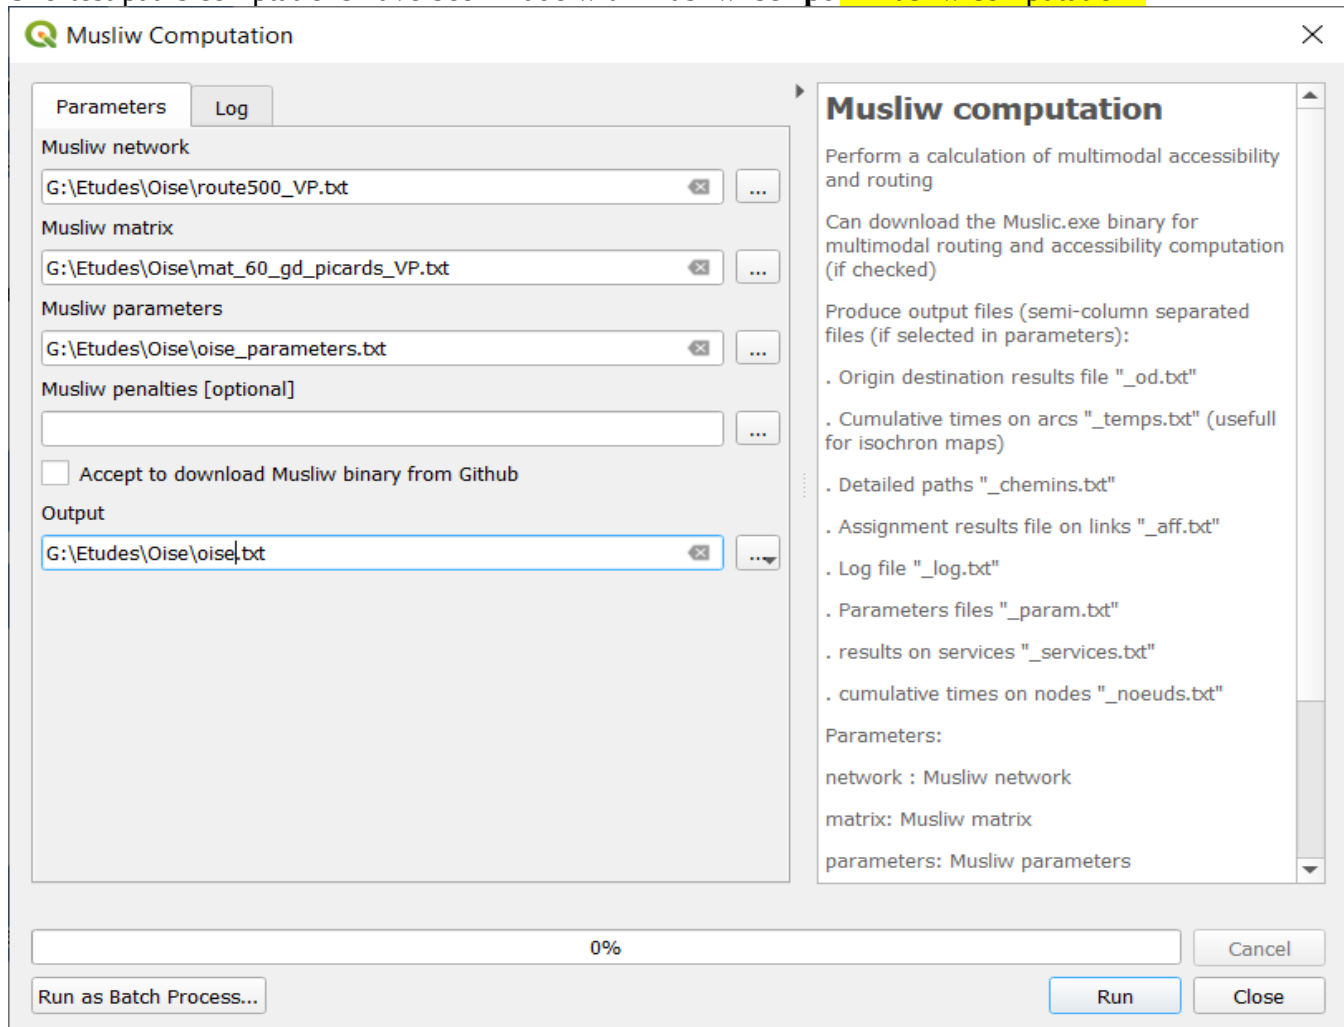 Musliw Computation
Parameters
Log
Musliw network
G:\Etudes\Oise\route500_VP.txt
...
Musliw matrix
G:\Etudes\Oise\mat_60_gd_picards_VP.txt
...
Musliw parameters
G:\Etudes\Oise\oise_parameters.txt
...
Musliw penalties [optional]
...
Accept to download Musliw binary from Github
Output
G:\Etudes\Oise\oise.txt
...
Musliw computation
Perform a calculation of multimodal accessibility
and routing
Can download the Muslic.exe binary for
multimodal routing and accessibility computation
(if checked)
Produce output files (semi-column separated
files (if selected in parameters):
. Origin destination results file "_od.txt"
. Cumulative times on arcs "_temps.txt" (usefull
for isochron maps)
. Detailed paths "_chemins.txt"
. Assignment results file on links "_aff.txt"
. Log file "_log.txt"
. Parameters files "_param.txt"
. results on services "_services.txt"
. cumulative times on nodes "_noeuds.txt"
Parameters:
network : Musliw network
matrix: Musliw matrix
parameters: Musliw parameters
0%
Cancel
Run as Batch Process...
Run
Close